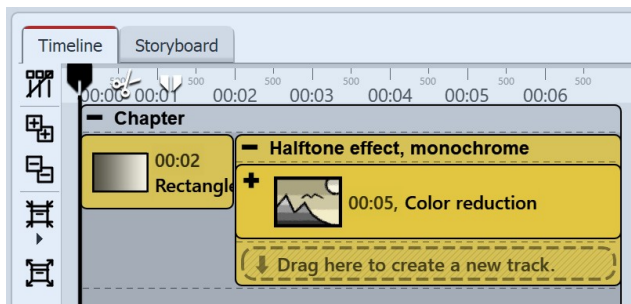 Timeline Storyboard
500 500 500 500 500 500 500
00:00 00:01 00:02 00:03 00:04 00:05 00:06
Chapter
Halftone effect, monochrome
00:02
Rectangle
00:05, Color reduction
Drag here to create a new track.